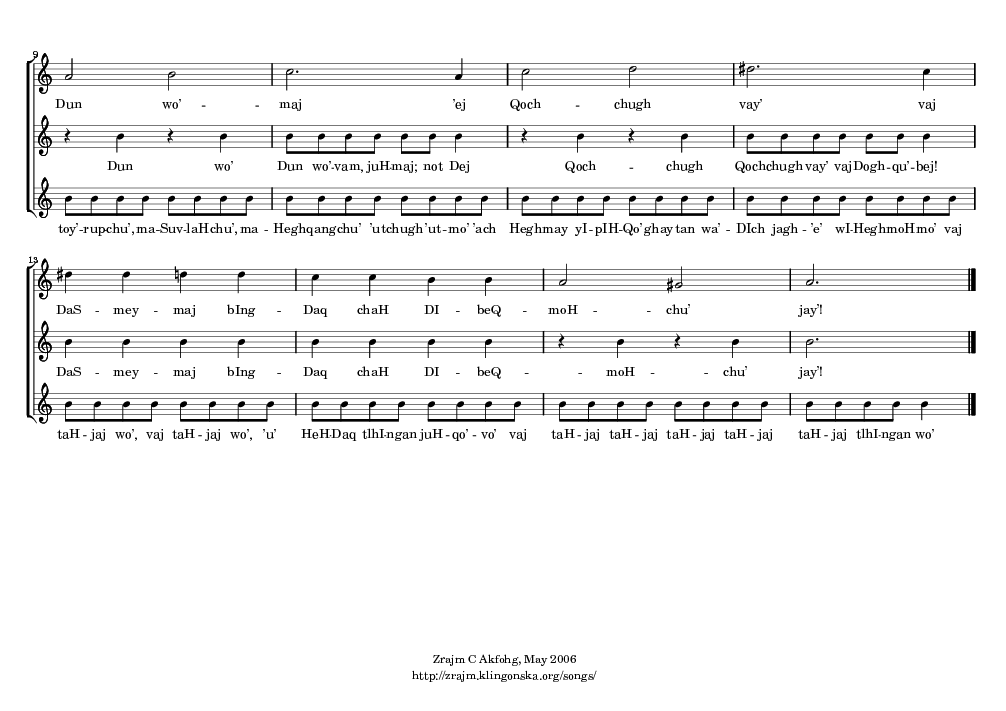 9
Dun wo’ -- maj ’ej Qoch -- chugh vay’ vaj
Dun wo’ Dun wo’-vam, juH-maj; not Dej Qoch -- chugh Qochchugh vay’ vaj Dogh-qu’-bej!
toy’-rupchu’, ma-Suv-laHchu’, ma-Heghqangchu’ ’utchugh ’ut-mo’ ’ach Heghmay yI-pIH-Qo’ ghaytan wa’-DIch jagh-’e’ wI-HeghmoHmo’ vaj
13
DaS -- mey -- maj bIng -- Daq chaH DI -- beQ -- moH -- chu’ jay’!
DaS -- mey -- maj bIng -- Daq chaH DI -- beQ -- moH -- chu’ jay’!
taH-jaj wo’, vaj taH-jaj wo’, ’u’ HeH-Daq tlhIngan juH-qo’-vo’ vaj taH-jaj taH-jaj taH-jaj taH-jaj taH-jaj tlhI-ngan wo’
Zrajm C Akfohg, May 2006
http://zrajm.klingonska.org/songs/